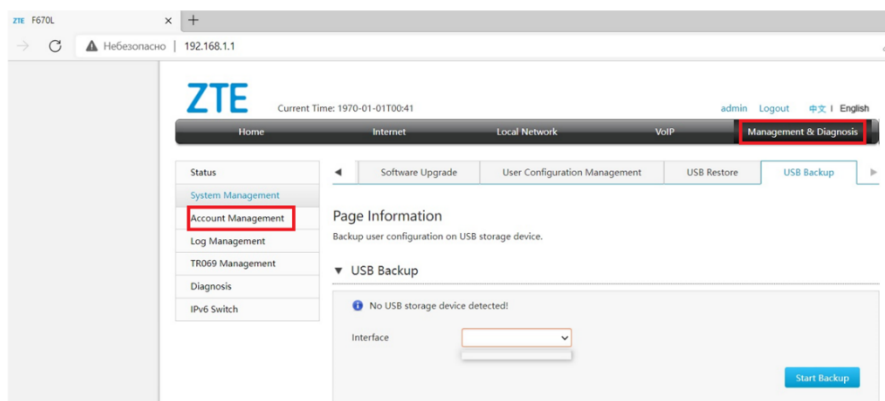 ZTE F670L
Небезопасно | 192.168.1.1
ZTE
Current Time: 1970-01-01T00:41
admin Logout 中文 | English
Home Internet Local Network VoIP Management & Diagnosis
Status
System Management
Account Management
Log Management
TR069 Management
Diagnosis
IPv6 Switch
Software Upgrade User Configuration Management USB Restore USB Backup
Page Information
Backup user configuration on USB storage device.
USB Backup
No USB storage device detected!
Interface
Start Backup